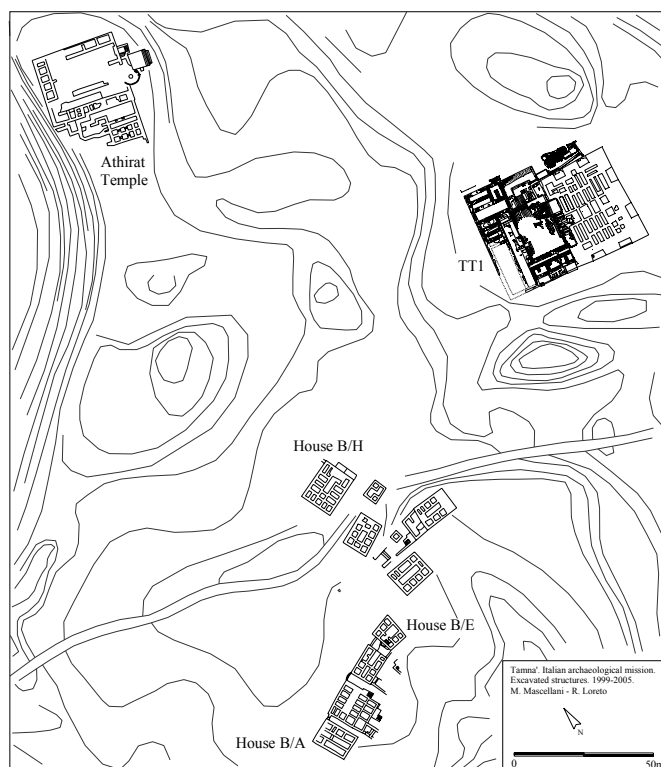 Athirat
Temple
TT1
House B/H
House B/E
House B/A
Tamna'. Italian archaeological mission.
Excavated structures. 1999-2005.
M. Mascellani - R. Loreto
N
0
50m